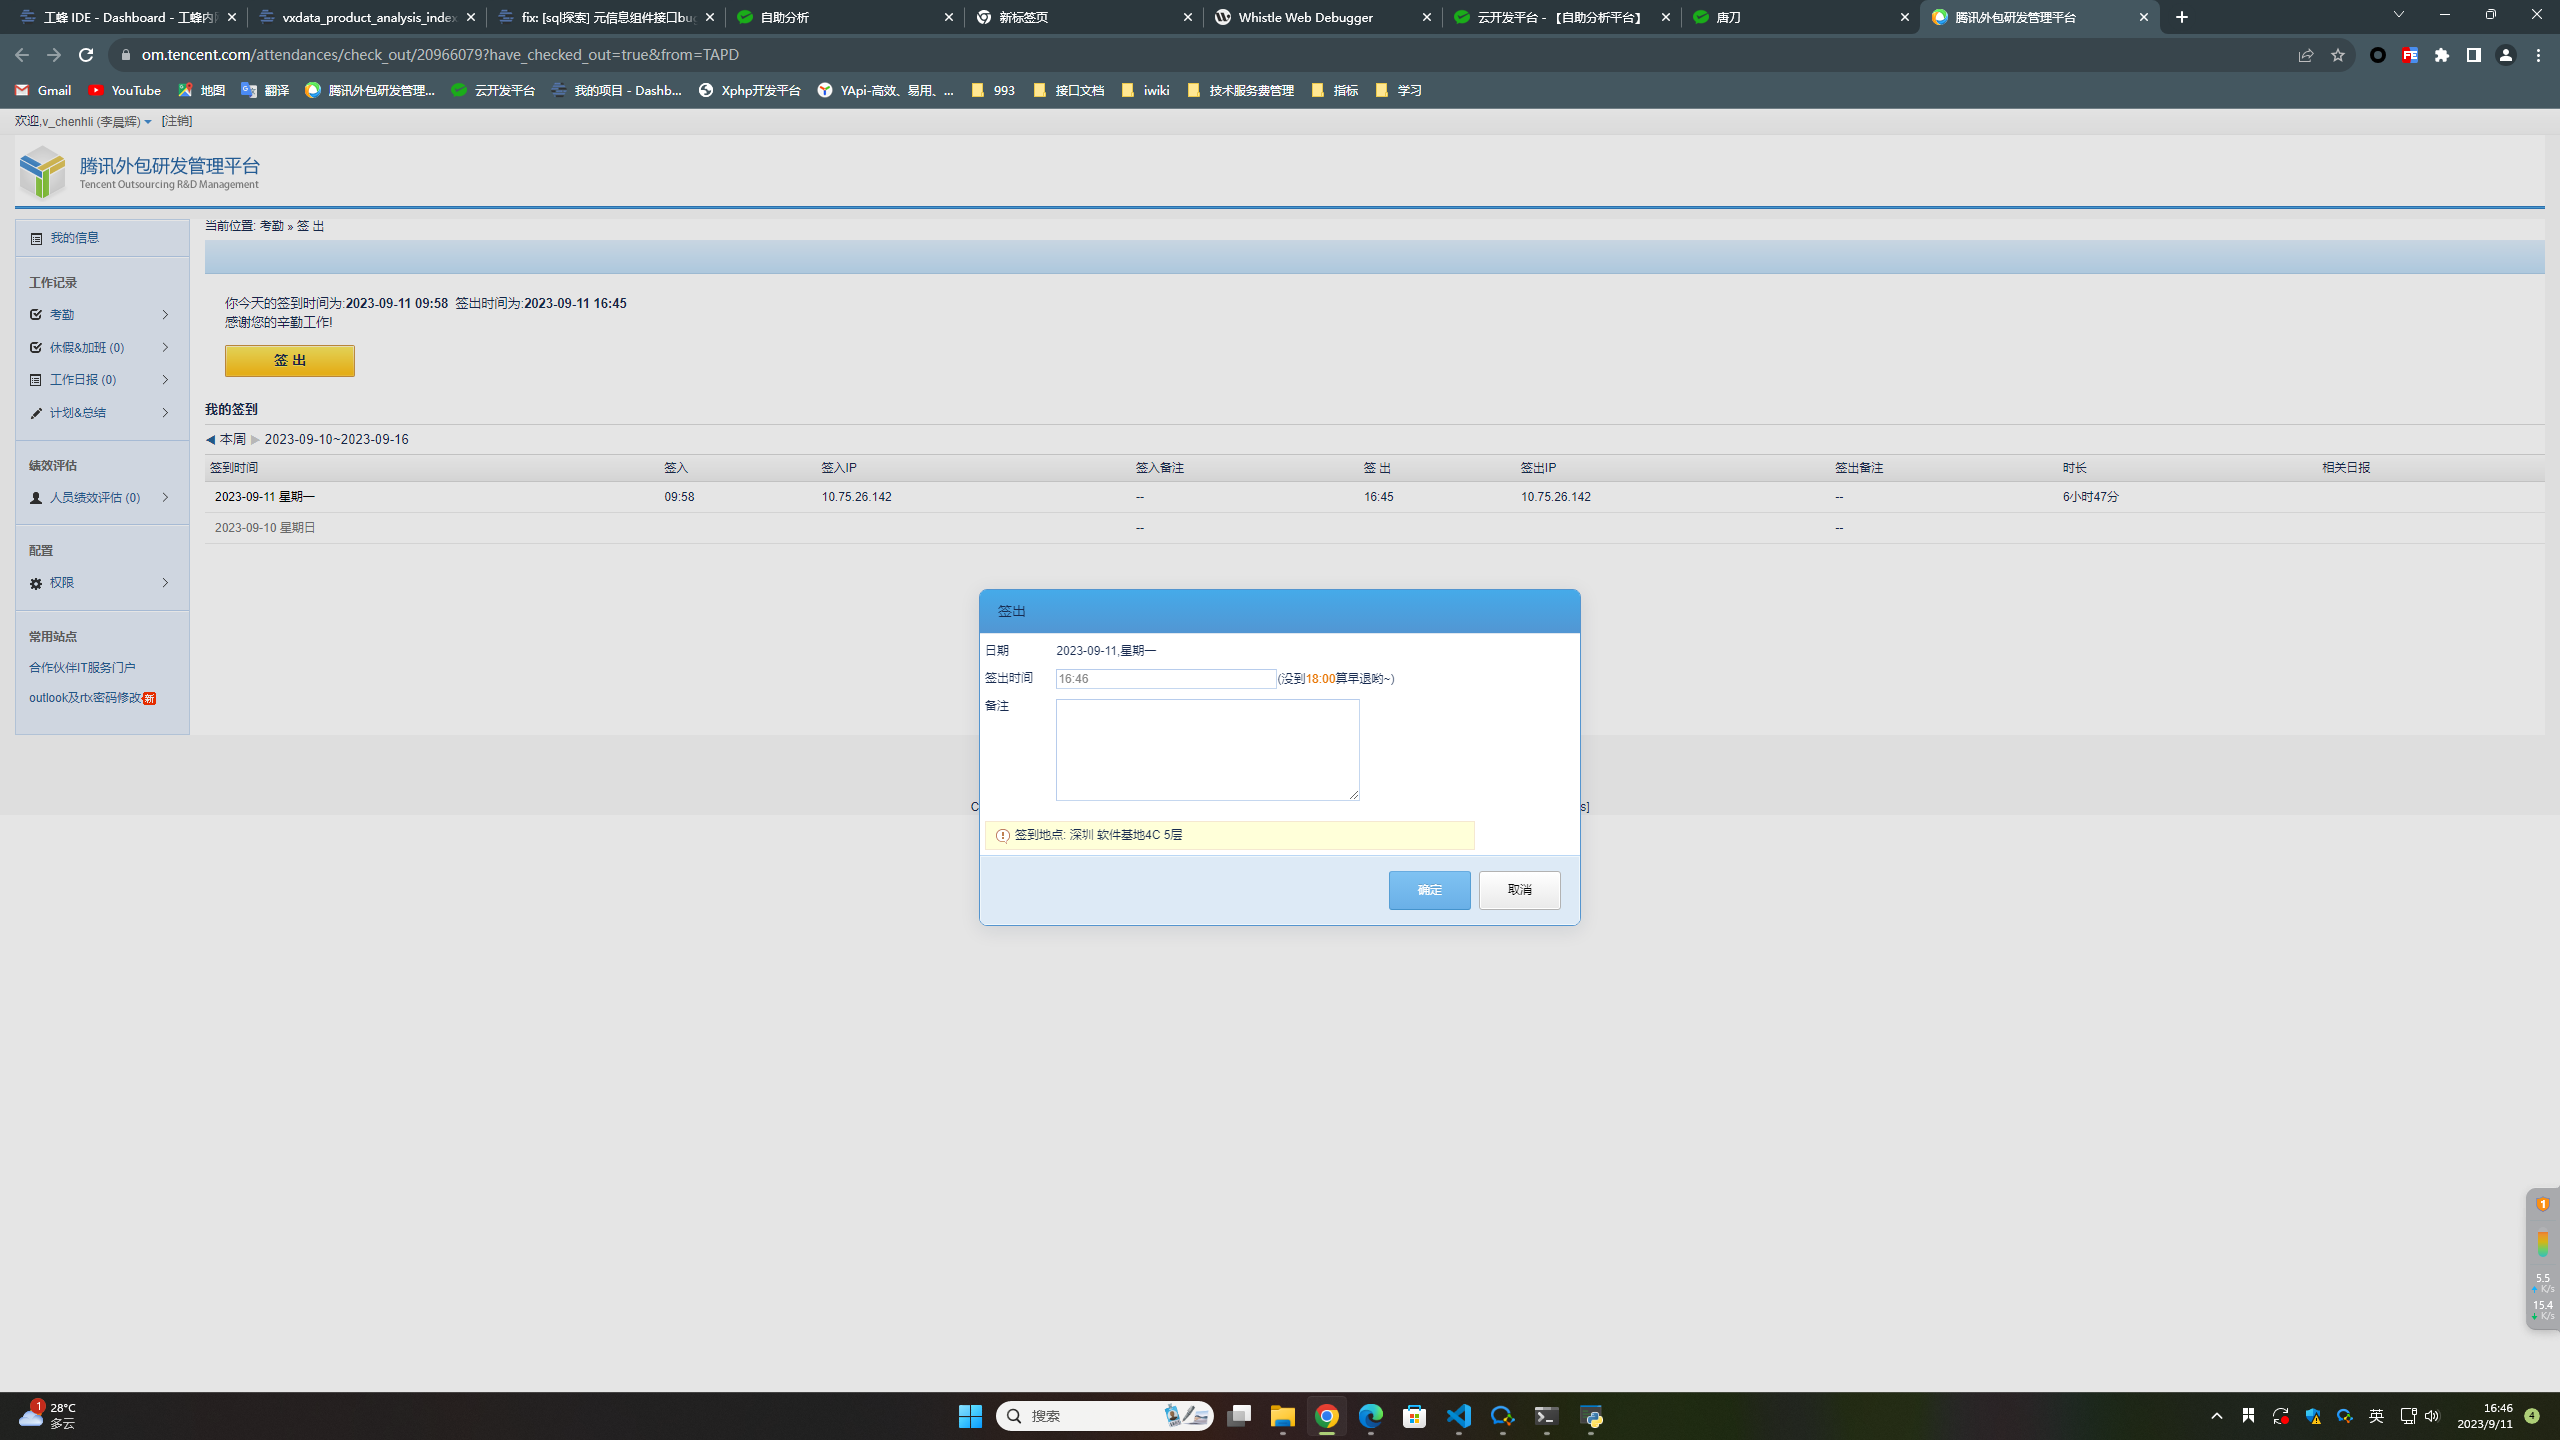 工蜂 IDE - Dashboard - 工蜂内
vxdata_product_analysis_index
fix: [sql探索] 元信息组件接口bug
自助分析
新标签页
Whistle Web Debugger
云开发平台 - 【自助分析平台】
唐刀
腾讯外包研发管理平台
om.tencent.com/attendances/check_out/20966079?have_checked_out=true&from=TAPD
Gmail
YouTube
地图
翻译
腾讯外包研发管理...
云开发平台
我的项目 - Dashb...
Xphp开发平台
YApi-高效、易用、...
993
接口文档
iwiki
技术服务费管理
指标
学习
欢迎,v_chenhli (李晨辉) [注销]
腾讯外包研发管理平台
Tencent Outsourcing R&D Management
我的信息
工作记录
考勤
休假&加班 (0)
工作日报 (0)
计划&总结
绩效评估
人员绩效评估 (0)
配置
权限
常用站点
合作伙伴IT服务门户
outlook及rtx密码修改 新
当前位置: 考勤 » 签 出
你今天的签到时间为:2023-09-11 09:58 签出时间为:2023-09-11 16:45
感谢您的辛勤工作!
签 出
我的签到
本周 2023-09-10~2023-09-16
签到时间 签入 签入IP 签入备注 签 出 签出IP 签出备注 时长 相关日报
2023-09-11 星期一 09:58 10.75.26.142 -- 16:45 10.75.26.142 -- 6小时47分
2023-09-10 星期日 -- --
签出
日期 2023-09-11,星期一
签出时间 16:46 (没到18:00算早退哟~)
备注
C s]
签到地点: 深圳 软件基地4C 5层
确定 取消
1
5.5
K/s
15.4
K/s
1
28°C
多云
搜索
英
16:46
2023/9/11
4